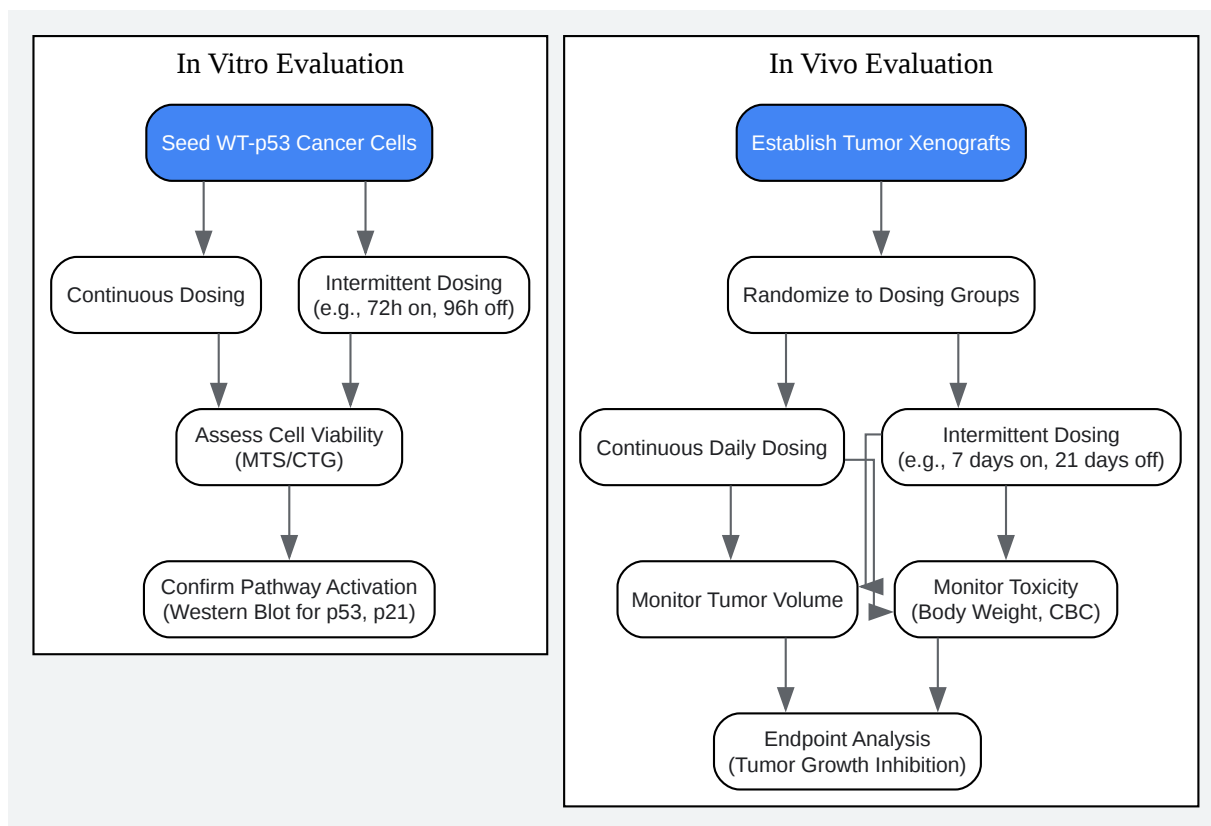 In Vitro Evaluation
Seed WT-p53 Cancer Cells
Continuous Dosing
Intermittent Dosing
(e.g., 72h on, 96h off)
Assess Cell Viability
(MTS/CTG)
Confirm Pathway Activation
(Western Blot for p53, p21)
In Vivo Evaluation
Establish Tumor Xenografts
Randomize to Dosing Groups
Continuous Daily Dosing
Intermittent Dosing
(e.g., 7 days on, 21 days off)
Monitor Tumor Volume
Monitor Toxicity
(Body Weight, CBC)
Endpoint Analysis
(Tumor Growth Inhibition)